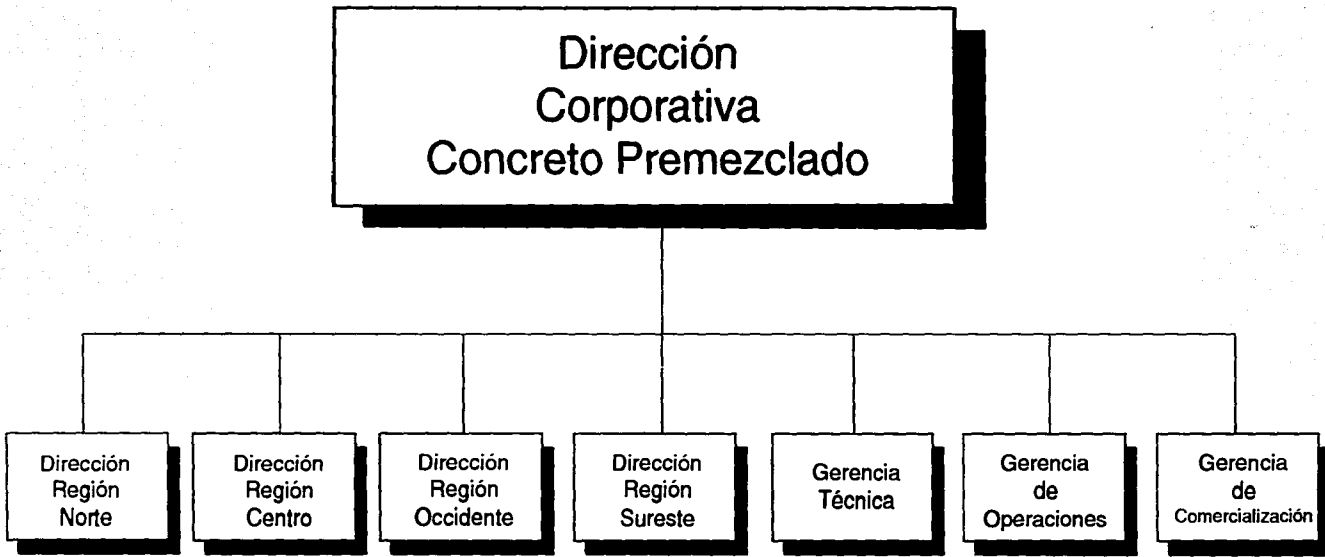 Dirección
Corporativa
Concreto Premezclado
Dirección
Región
Norte
Dirección
Región
Centro
Dirección
Región
Occidente
Dirección
Región
Sureste
Gerencia
Técnica
Gerencia
de
Operaciones
Gerencia
de
Comercialización